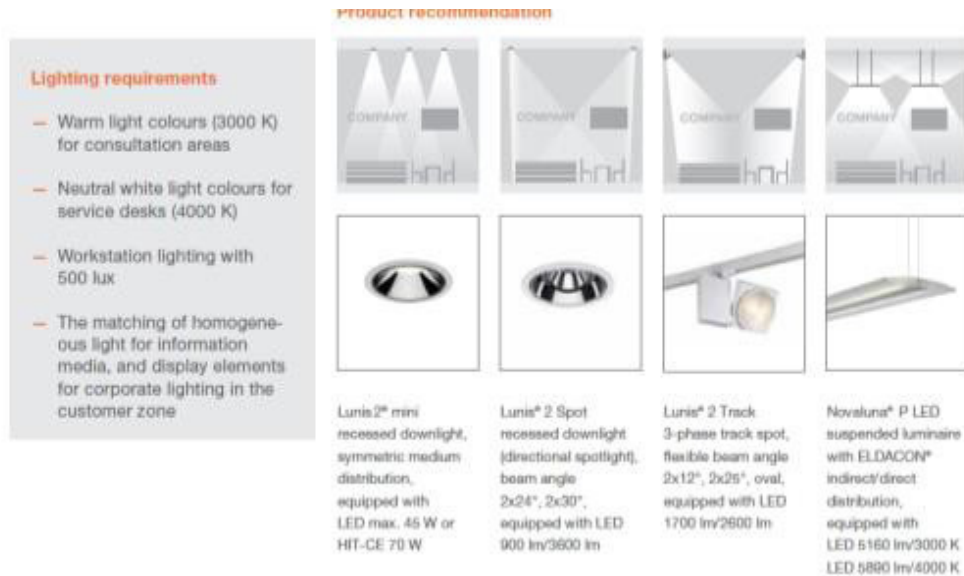 Product recommendation
Lighting requirements
— Warm light colours (3000 K)
for consultation areas
— Neutral white light colours for
service desks (4000 K)
— Workstation lighting with
500 lux
— The matching of homogene-
ous light for information
media, and display elements
for corporate lighting in the
customer zone
COMPANY
COMPANY
COMPANY
COMPANY
Lunis2® mini
recessed downlight,
symmetric medium
distribution,
equipped with
LED max. 45 W or
HIT-CE 70 W
Lunis® 2 Spot
recessed downlight
(directional spotlight),
beam angle
2x24°, 2x30°,
equipped with LED
900 lm/3600 lm
Lunis® 2 Track
3-phase track spot,
flexible beam angle
2x12°, 2x25°, oval,
equipped with LED
1700 lm/2600 lm
Novaluna® P LED
suspended luminaire
with ELDACON®
indirect/direct
distribution,
equipped with
LED 5160 lm/3000 K
LED 5890 lm/4000 K